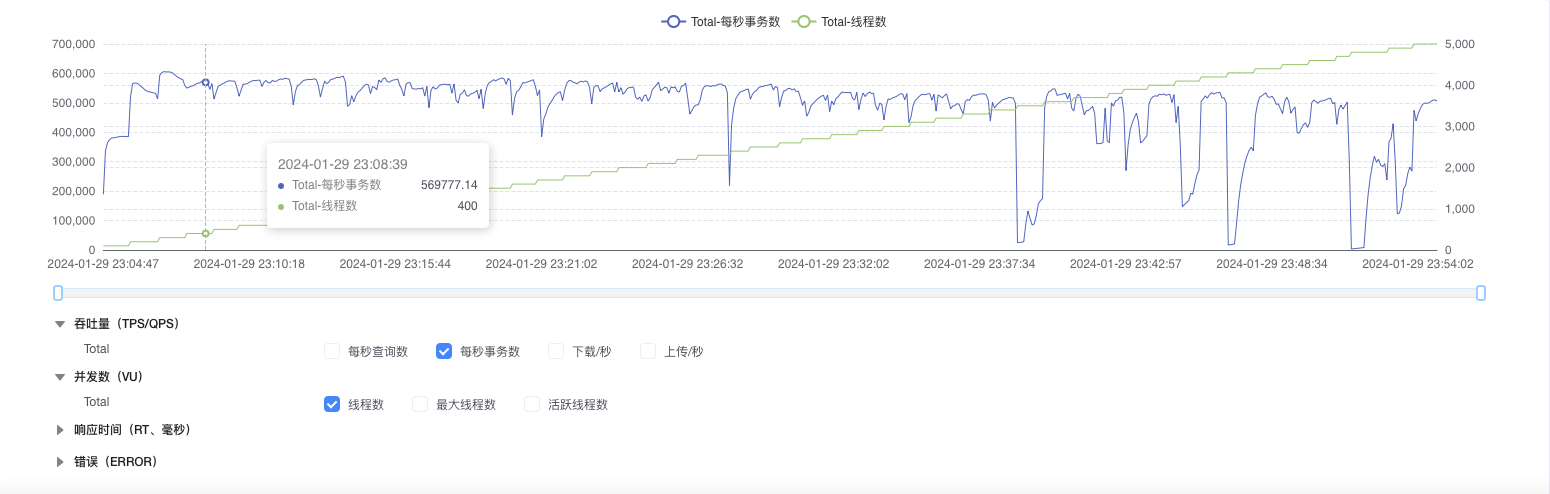 Total-每秒事务数 Total-线程数
700,000 5,000
600,000
500,000 4,000
400,000
3,000
300,000
2,000
200,000
100,000 1,000
0 0
2024-01-29 23:08:39
Total-每秒事务数 569777.14
Total-线程数 400
2024-01-29 23:04:47 2024-01-29 23:10:18 2024-01-29 23:15:44 2024-01-29 23:21:02 2024-01-29 23:26:32 2024-01-29 23:32:02 2024-01-29 23:37:34 2024-01-29 23:42:57 2024-01-29 23:48:34 2024-01-29 23:54:02
吞吐量（TPS/QPS）
Total 每秒查询数 每秒事务数 下载/秒 上传/秒
并发数（VU）
Total 线程数 最大线程数 活跃线程数
响应时间（RT、毫秒）
错误（ERROR）